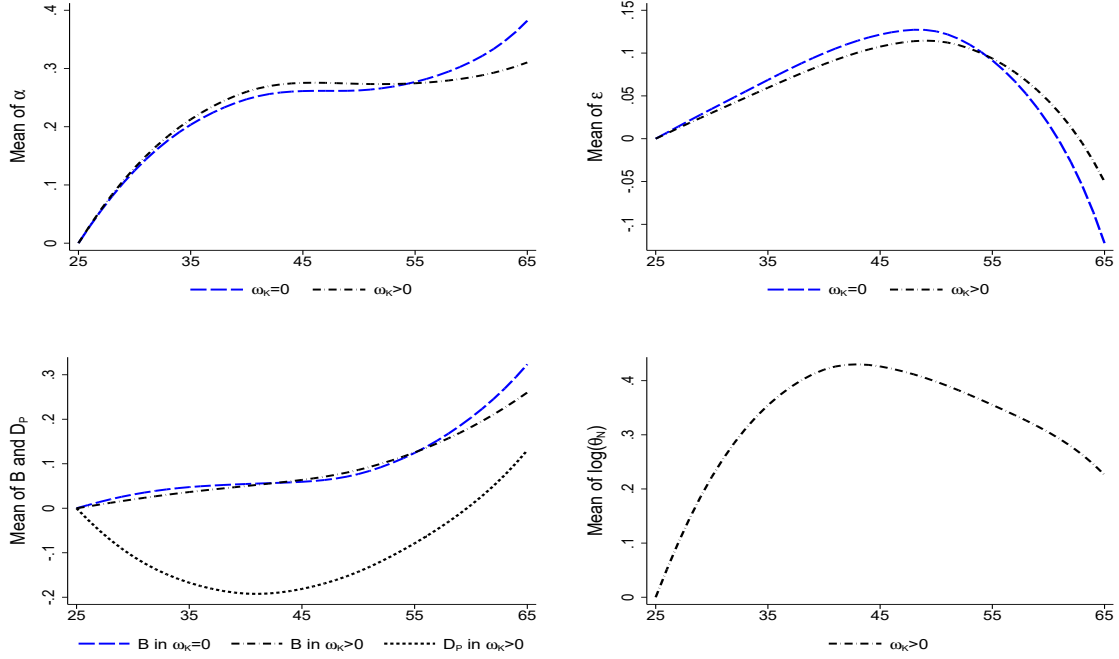 Mean of α
.4
.3
.2
.1
0
25 35 45 55 65
ωK=0 ωK>0
Mean of ε
.15
.1
.05
0
-.05
-.1
25 35 45 55 65
ωK=0 ωK>0
Mean of B and DP
.3
.2
.1
0
-.1
-.2
25 35 45 55 65
B in ωK=0 B in ωK>0 DP in ωK>0
Mean of log(θN)
.4
.3
.2
.1
0
25 35 45 55 65
ωK>0